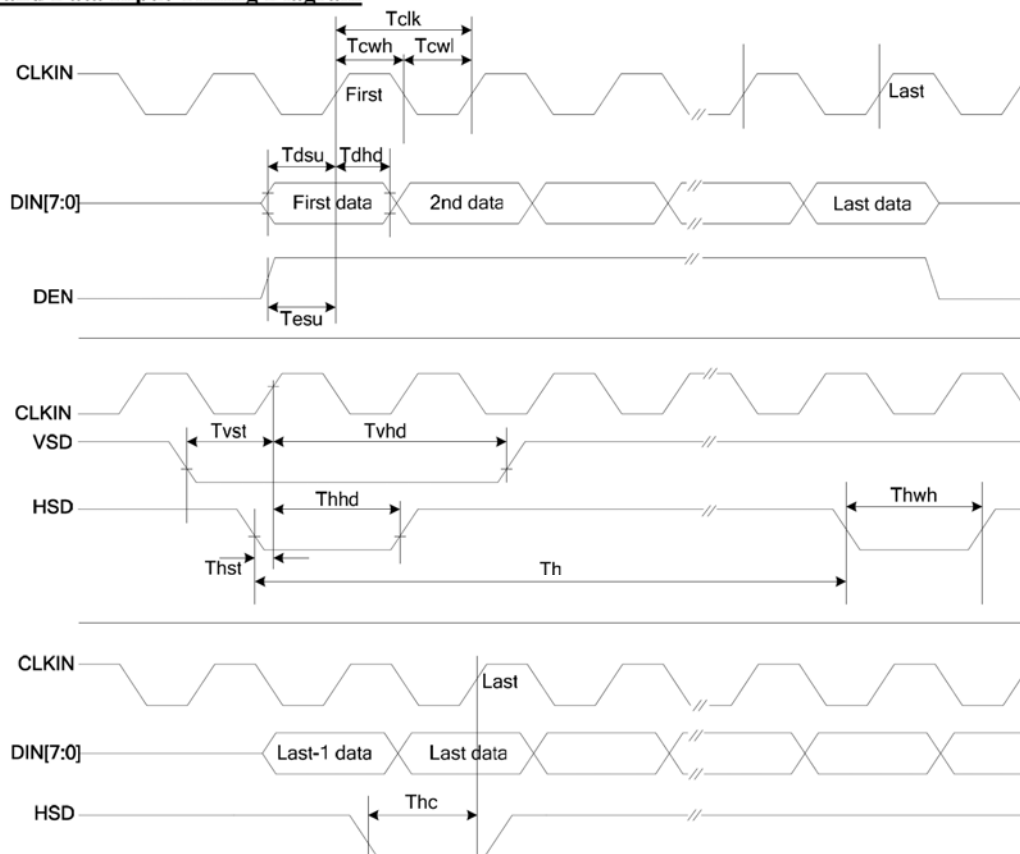 Tclk
Tcwh Tcwl
CLKIN
First
Last
Tdsu Tdhd
DIN[7:0]
First data
2nd data
Last data
DEN
Tesu
CLKIN
VSD
Tvst
Tvhd
HSD
Thhd
Thwh
Thst
Th
CLKIN
Last
DIN[7:0]
Last-1 data
Last data
HSD
Thc